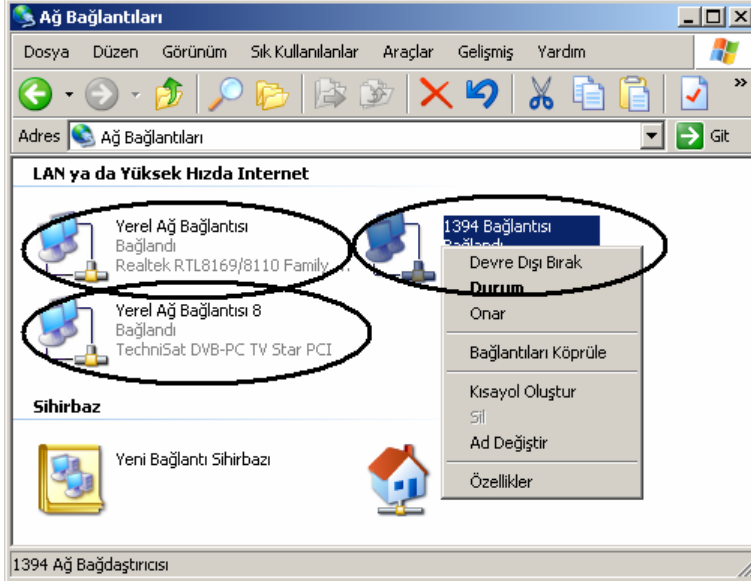 Ağ Bağlantıları
Dosya Düzen Görünüm Sık Kullanılanlar Araçlar Gelişmiş Yardım
»
Adres Ağ Bağlantıları Git
LAN ya da Yüksek Hızda Internet
Yerel Ağ Bağlantısı
Bağlandı
Realtek RTL8169/8110 Family
1394 Bağlantısı
Bağlandı
Yerel Ağ Bağlantısı 8
Bağlandı
TechniSat DVB-PC TV Star PCI
Devre Dışı Bırak
Durum
Onar
Bağlantıları Köprüle
Kısayol Oluştur
Sil
Ad Değiştir
Özellikler
Sihirbaz
Yeni Bağlantı Sihirbazı
1394 Ağ Bağdaştırıcısı